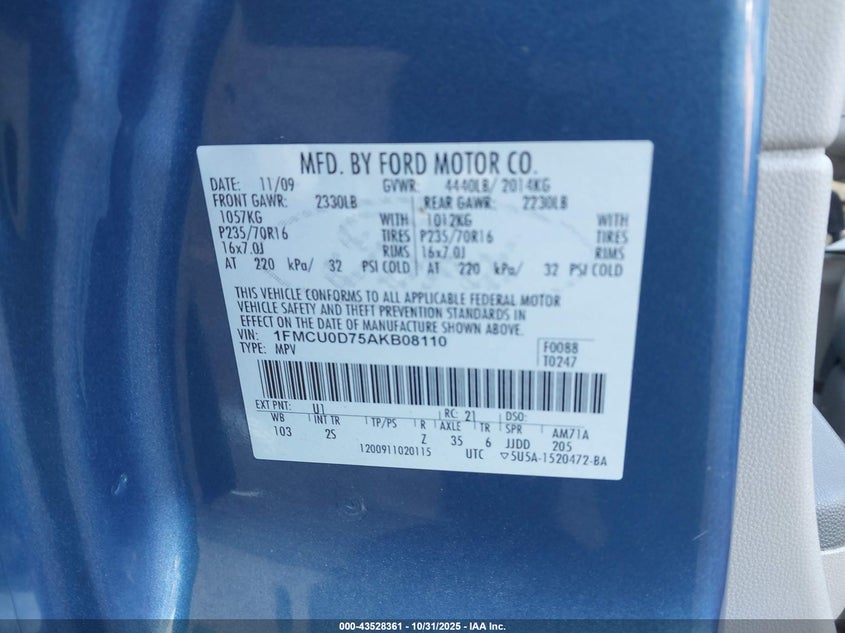 MFD. BY FORD MOTOR CO.
DATE: 11/09 GVWR: 4440LB/ 2014KG
FRONT GAWR: 2330LB REAR GAWR: 2230LB
1057KG WITH 1012KG WITH
P235/70R16 TIRES P235/70R16 TIRES
16x7.0J RIMS 16x7.0J RIMS
AT 220 kPa/ 32 PSI COLD AT 220 kPa/ 32 PSI COLD
THIS VEHICLE CONFORMS TO ALL APPLICABLE FEDERAL MOTOR
VEHICLE SAFETY AND THEFT PREVENTION STANDARDS IN
EFFECT ON THE DATE OF MANUFACTURE SHOWN ABOVE.
VIN: 1FMCU0D75AKB08110 F0088
TYPE: MPV T0247
EXT PNT: UJ RC: 21 DSO:
WB INT TR TP/PS R AXLE TR SPR AM71A
103 2S Z 35 6 JJDD 205
1200911020115 UTC ▽5U5A-1520472-BA
000-43528361 | 10/31/2025 - IAA Inc.